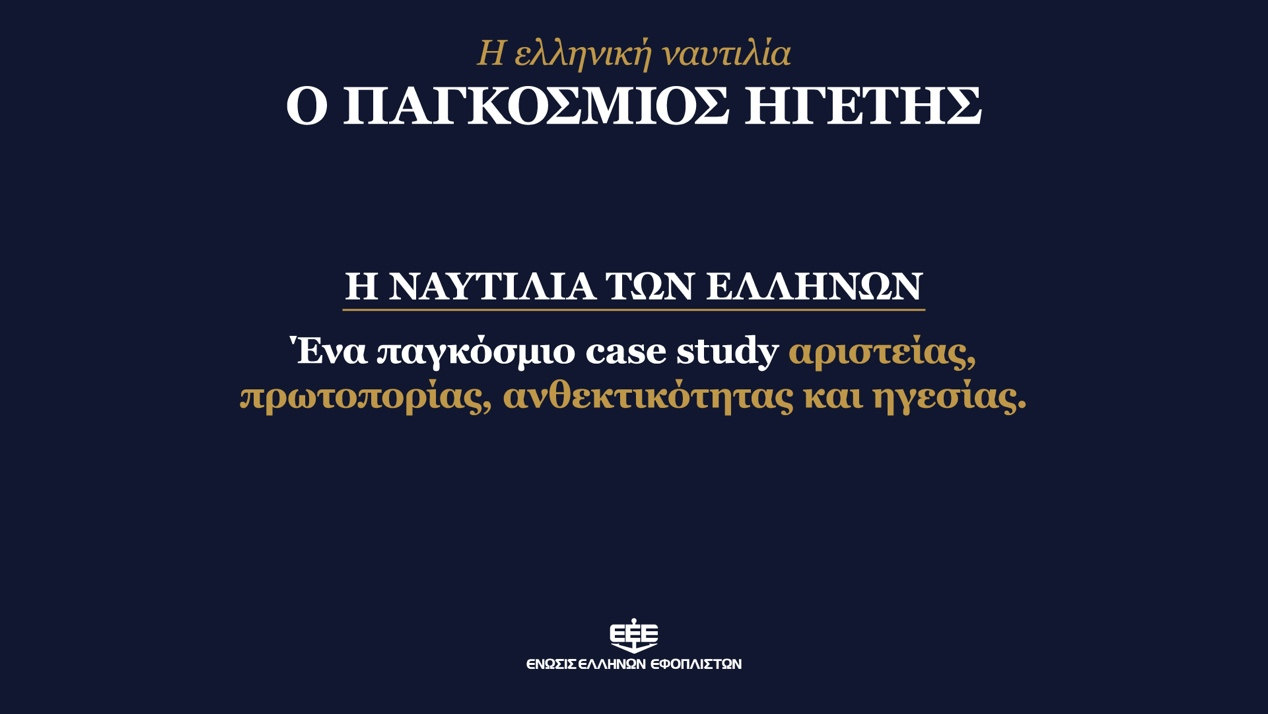 Η ελληνική ναυτιλία
Ο ΠΑΓΚΟΣΜΙΟΣ ΗΓΕΤΗΣ
Η ΝΑΥΤΙΛΙΑ ΤΩΝ ΕΛΛΗΝΩΝ
Ένα παγκόσμιο case study αριστείας,
πρωτοπορίας, ανθεκτικότητας και ηγεσίας.
ΕΕΕ
ΕΝΩΣΙΣ ΕΛΛΗΝΩΝ ΕΦΟΠΛΙΣΤΩΝ